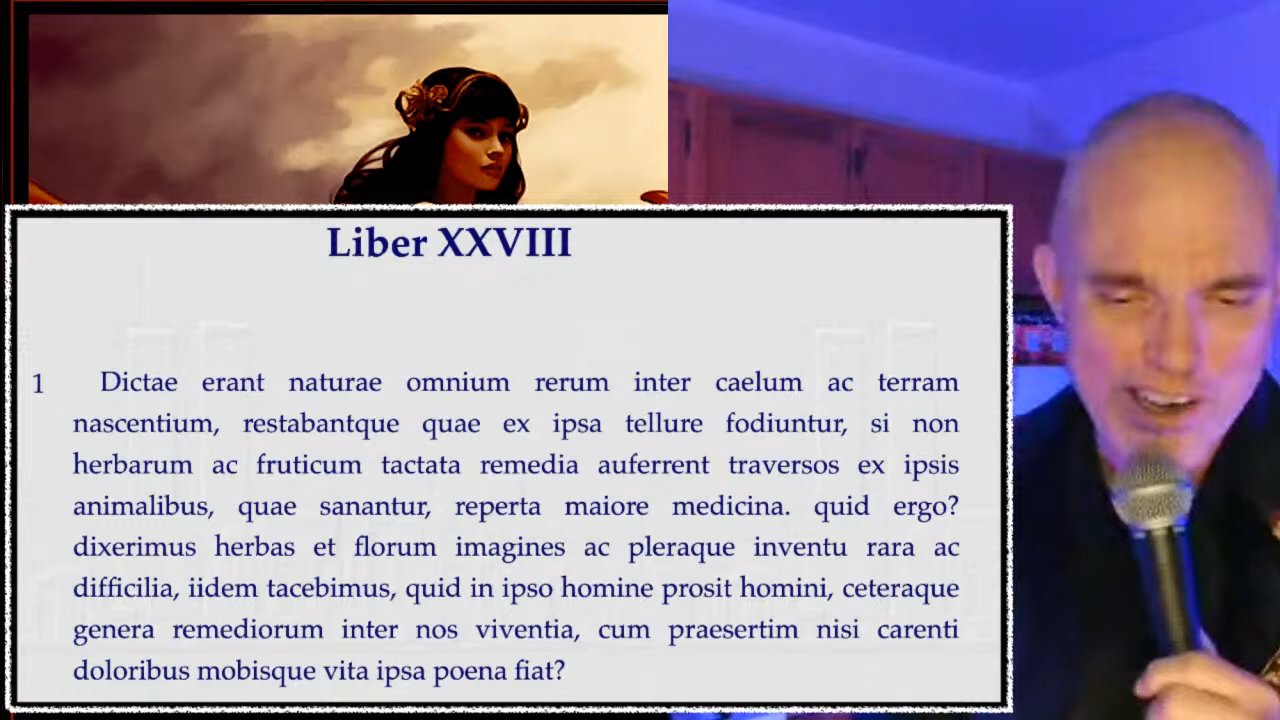 Liber XXVIII
1 Dictae erant naturae omnium rerum inter caelum ac terram
nascentium, restabantque quae ex ipsa tellure fodiuntur, si non
herbarum ac fruticum tactata remedia auferrent traversos ex ipsis
animalibus, quae sanantur, reperta maiore medicina. quid ergo?
dixerimus herbas et florum imagines ac pleraque inventu rara ac
difficilia, iidem tacebimus, quid in ipso homine prosit homini, ceteraque
genera remediorum inter nos viventia, cum praesertim nisi carenti
doloribus mobisque vita ipsa poena fiat?